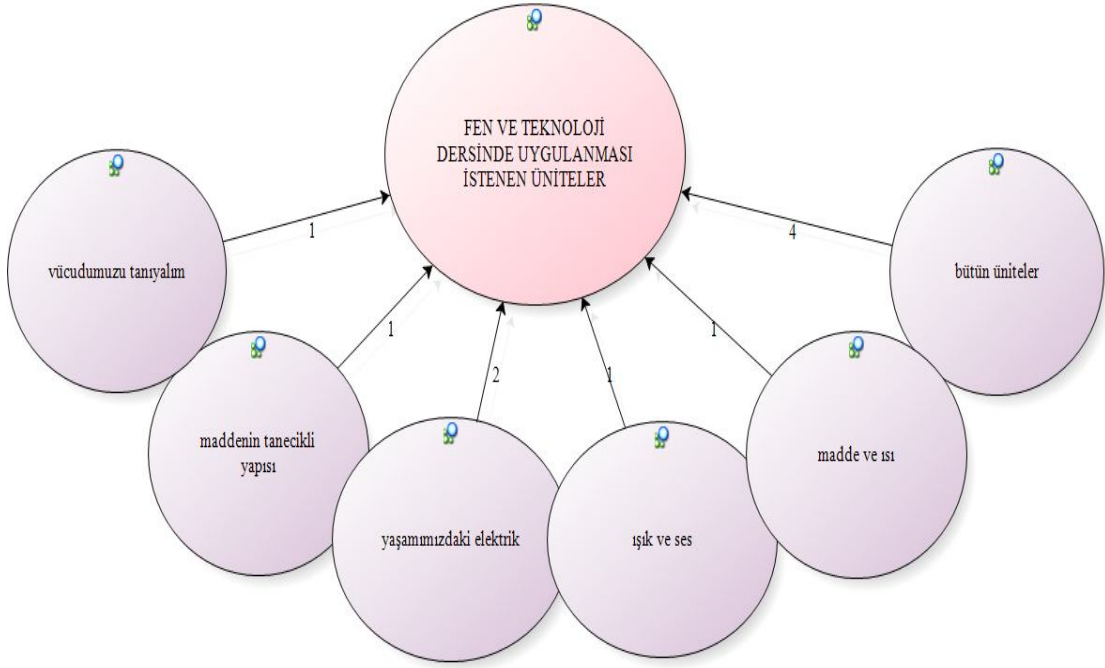 FEN VE TEKNOLOJİ
DERSİNDE UYGULANMASI
İSTENEN ÜNİTELER
vücudumuzu tanıyalım
1
maddenin tanecikli
yapısı
1
yaşamımızdaki elektrik
2
ışık ve ses
1
madde ve ısı
1
bütün üniteler
4